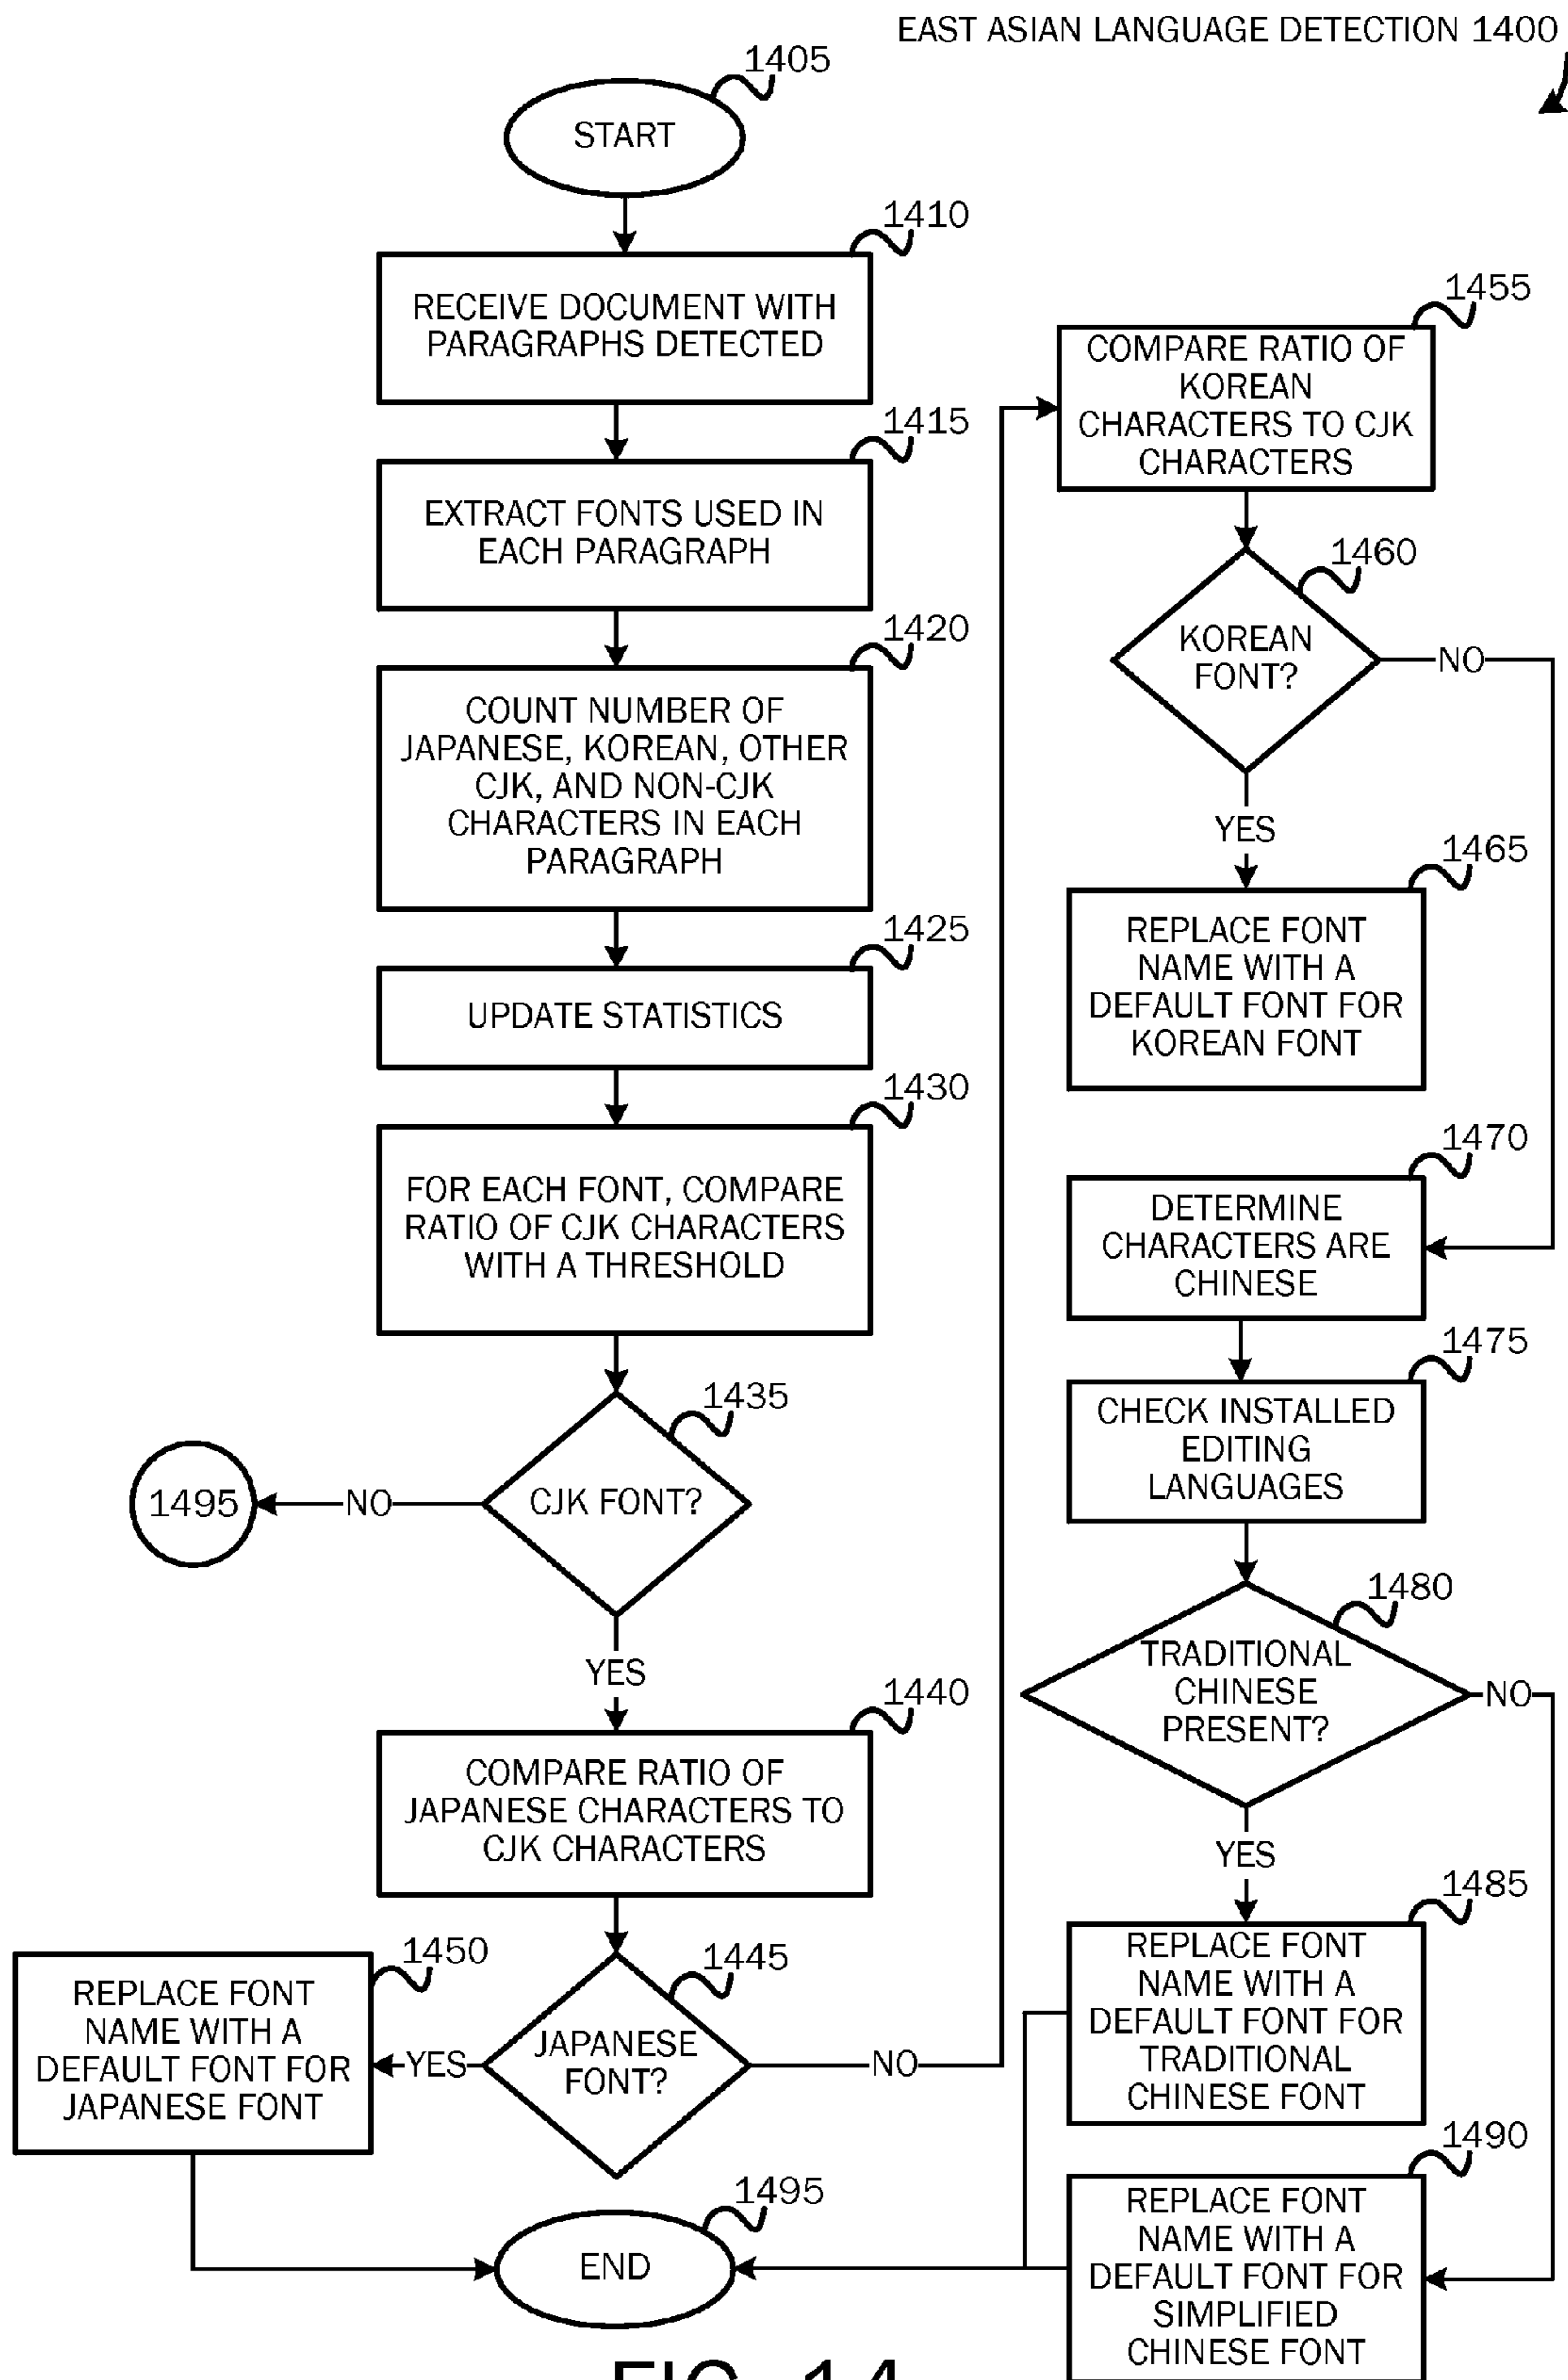 EAST ASIAN LANGUAGE DETECTION 1400
1405
START
1410
RECEIVE DOCUMENT WITH
PARAGRAPHS DETECTED
1415
EXTRACT FONTS USED IN
EACH PARAGRAPH
1420
COUNT NUMBER OF
JAPANESE, KOREAN, OTHER
CJK, AND NON-CJK
CHARACTERS IN EACH
PARAGRAPH
1425
UPDATE STATISTICS
1430
FOR EACH FONT, COMPARE
RATIO OF CJK CHARACTERS
WITH A THRESHOLD
1435
CJK FONT?
NO
1495
YES
1440
COMPARE RATIO OF
JAPANESE CHARACTERS TO
CJK CHARACTERS
1445
JAPANESE
FONT?
YES
1450
REPLACE FONT
NAME WITH A
DEFAULT FONT FOR
JAPANESE FONT
NO
1455
COMPARE RATIO OF
KOREAN
CHARACTERS TO CJK
CHARACTERS
1460
KOREAN
FONT?
NO
YES
1465
REPLACE FONT
NAME WITH A
DEFAULT FONT FOR
KOREAN FONT
1470
DETERMINE
CHARACTERS ARE
CHINESE
1475
CHECK INSTALLED
EDITING
LANGUAGES
1480
TRADITIONAL
CHINESE
PRESENT?
NO
YES
1485
REPLACE FONT
NAME WITH A
DEFAULT FONT FOR
TRADITIONAL
CHINESE FONT
1490
REPLACE FONT
NAME WITH A
DEFAULT FONT FOR
SIMPLIFIED
CHINESE FONT
1495
END
FIG. 14